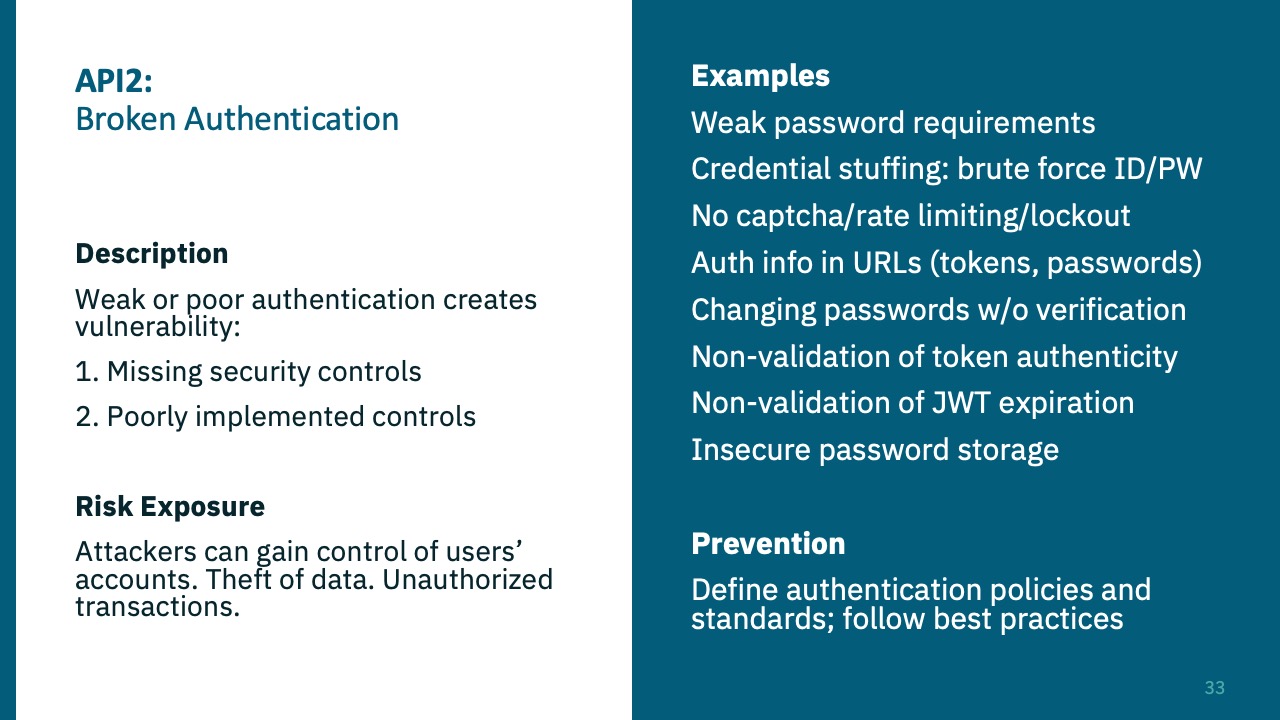 API2:
Broken Authentication
Description
Weak or poor authentication creates
vulnerability:
1. Missing security controls
2. Poorly implemented controls
Risk Exposure
Attackers can gain control of users’
accounts. Theft of data. Unauthorized
transactions.
Examples
Weak password requirements
Credential stuffing: brute force ID/PW
No captcha/rate limiting/lockout
Auth info in URLs (tokens, passwords)
Changing passwords w/o verification
Non-validation of token authenticity
Non-validation of JWT expiration
Insecure password storage
Prevention
Define authentication policies and
standards; follow best practices
33